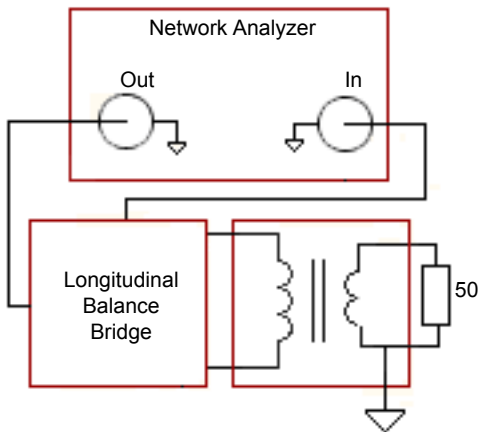 Network Analyzer
Out
In
Longitudinal
Balance
Bridge
50